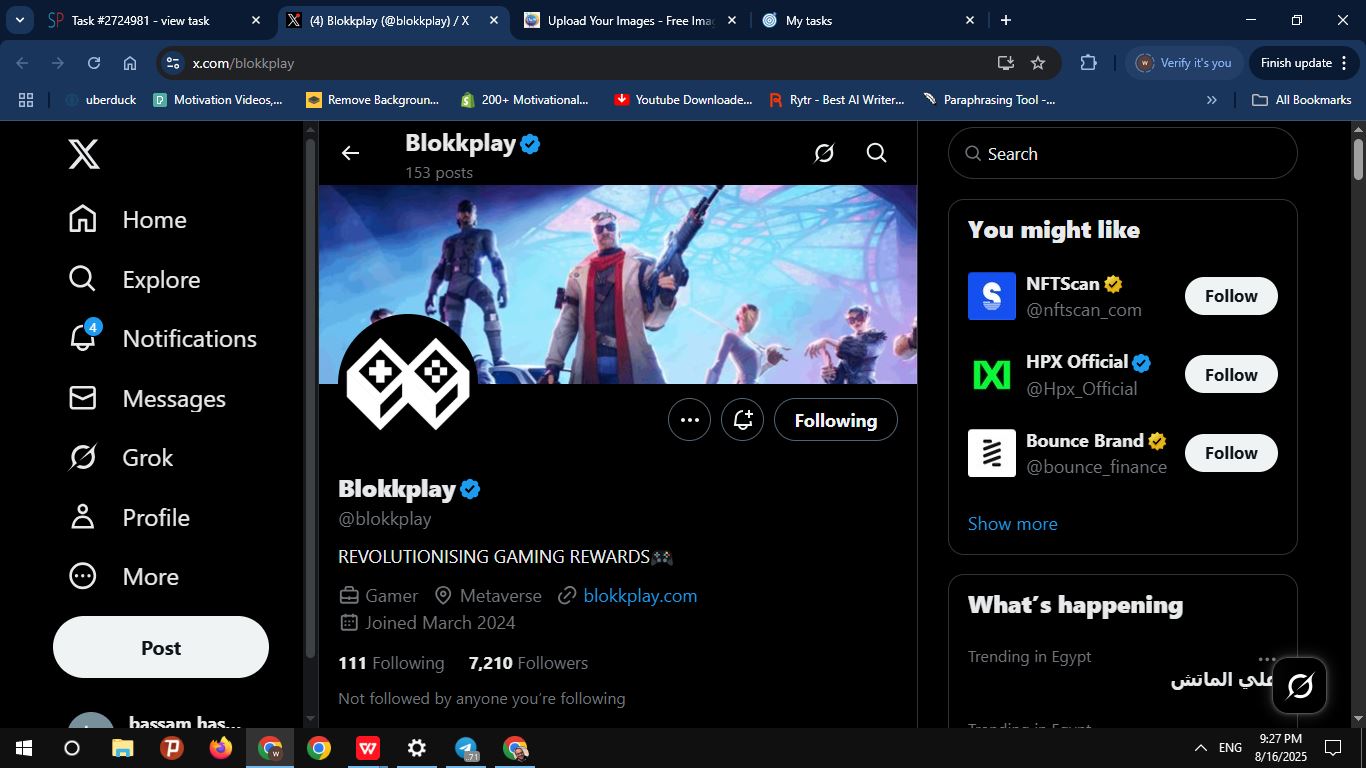 Task #2724981 - view task
(4) Blokkplay (@blokkplay) / X
Upload Your Images - Free Imag
My tasks
x.com/blokkplay
Verify it's you
Finish update
uberduck
Motivation Videos,...
Remove Backgroun...
200+ Motivational...
Youtube Downloade...
Rytr - Best AI Writer...
Paraphrasing Tool -...
All Bookmarks
Home
Explore
4
Notifications
Messages
Grok
Profile
More
Post
bassam has...
Blokkplay
153 posts
Following
Blokkplay
@blokkplay
REVOLUTIONISING GAMING REWARDS🎮
Gamer Metaverse blokkplay.com
Joined March 2024
111 Following 7,210 Followers
Not followed by anyone you're following
Search
You might like
NFTScan
@nftscan_com
Follow
HPX Official
@Hpx_Official
Follow
Bounce Brand
@bounce_finance
Follow
Show more
What's happening
Trending in Egypt
علي الماتش
Trending in Egypt
71
ENG
9:27 PM
8/16/2025